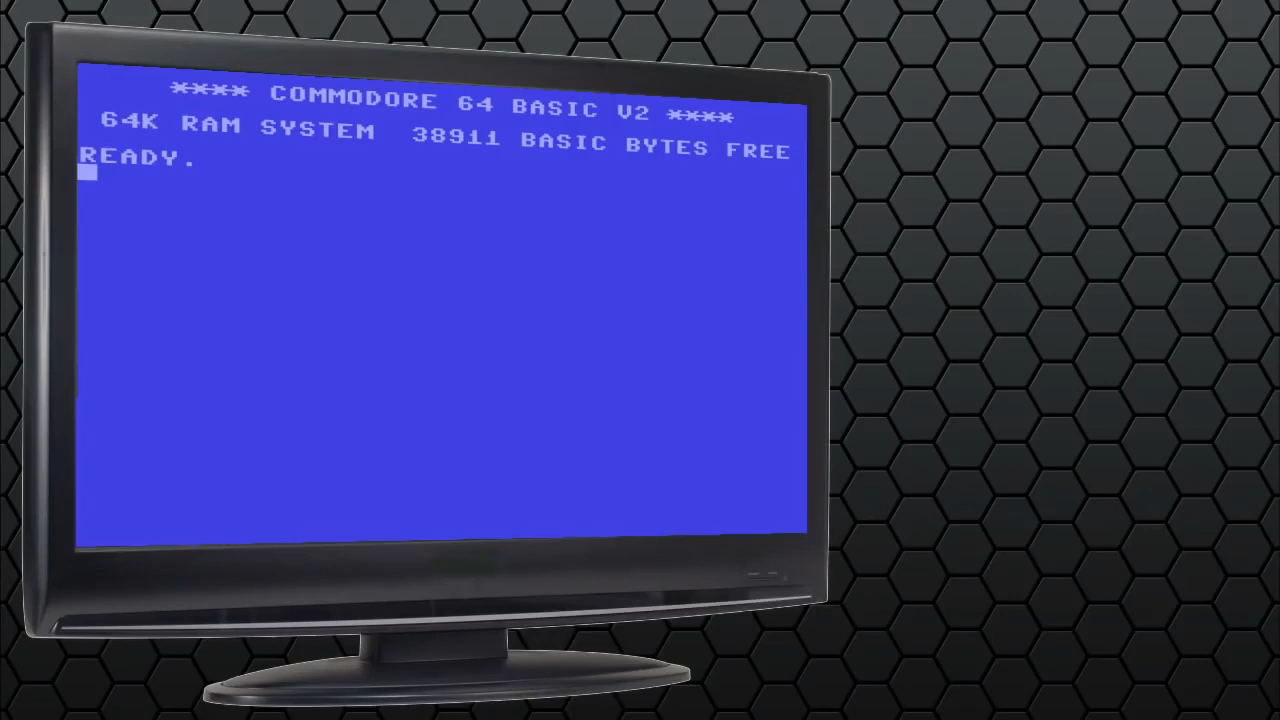 **** COMMODORE 64 BASIC V2 ****
64K RAM SYSTEM  38911 BASIC BYTES FREE
READY.